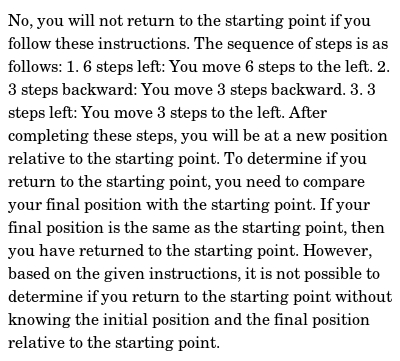 No, you will not return to the starting point if you
follow these instructions. The sequence of steps is as
follows: 1. 6 steps left: You move 6 steps to the left. 2.
3 steps backward: You move 3 steps backward. 3. 3
steps left: You move 3 steps to the left. After
completing these steps, you will be at a new position
relative to the starting point. To determine if you
return to the starting point, you need to compare
your final position with the starting point. If your
final position is the same as the starting point, then
you have returned to the starting point. However,
based on the given instructions, it is not possible to
determine if you return to the starting point without
knowing the initial position and the final position
relative to the starting point.